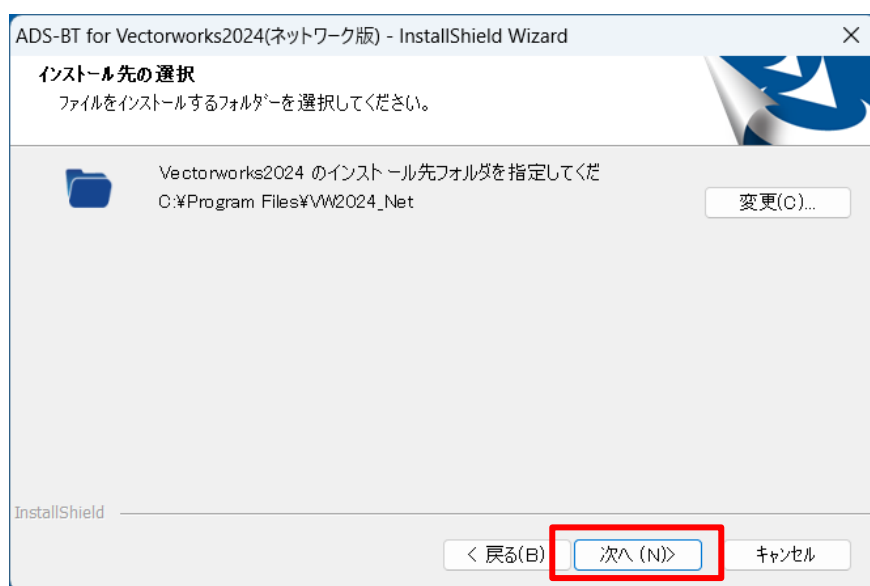 ADS-BT for Vectorworks2024(ネットワーク版) - InstallShield Wizard
インストール先の選択
ファイルをインストールするフォルダーを選択してください。
Vectorworks2024 のインストール先フォルダを指定してくだ
C:¥Program Files¥VW2024_Net
変更(C)...
InstallShield
< 戻る(B)
次へ (N)>
キャンセル